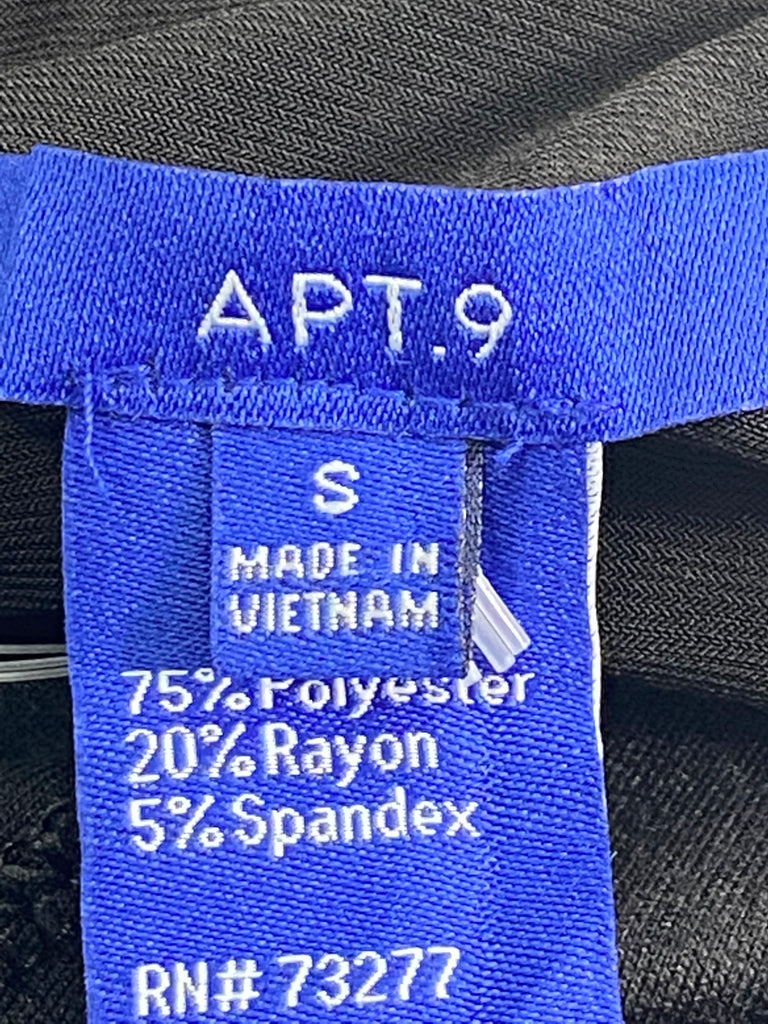 APT.9
S
MADE IN
VIETNAM
75% Polyester
20% Rayon
5% Spandex
RN# 73277